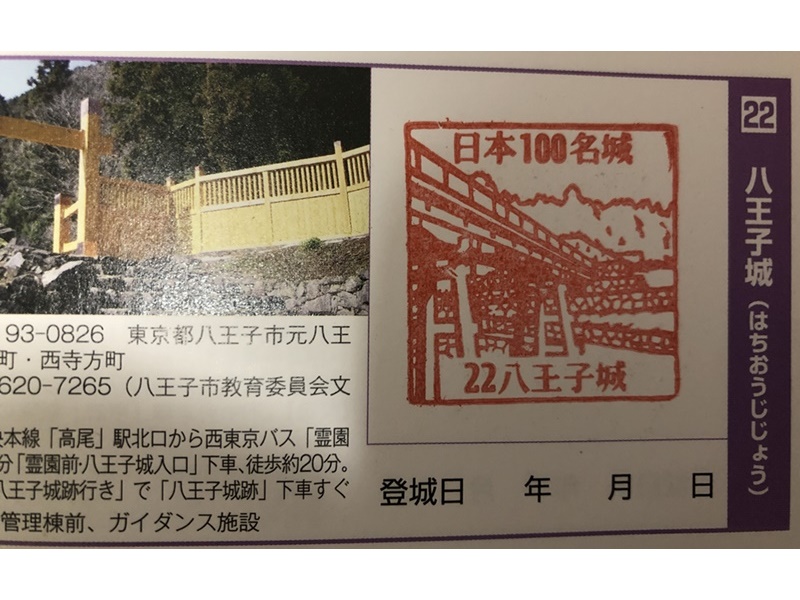 22
八王子城(はちおうじじょう)
日本100名城
22八王子城
登城日 年 月 日
93-0826 東京都八王子市元八王
町・西寺方町
620-7265(八王子市教育委員会文
本線「高尾」駅北口から西東京バス「霊園
分「霊園前・八王子城入口」下車、徒歩約20分。
八王子城跡行き」で「八王子城跡」下車すぐ
管理棟前、ガイダンス施設